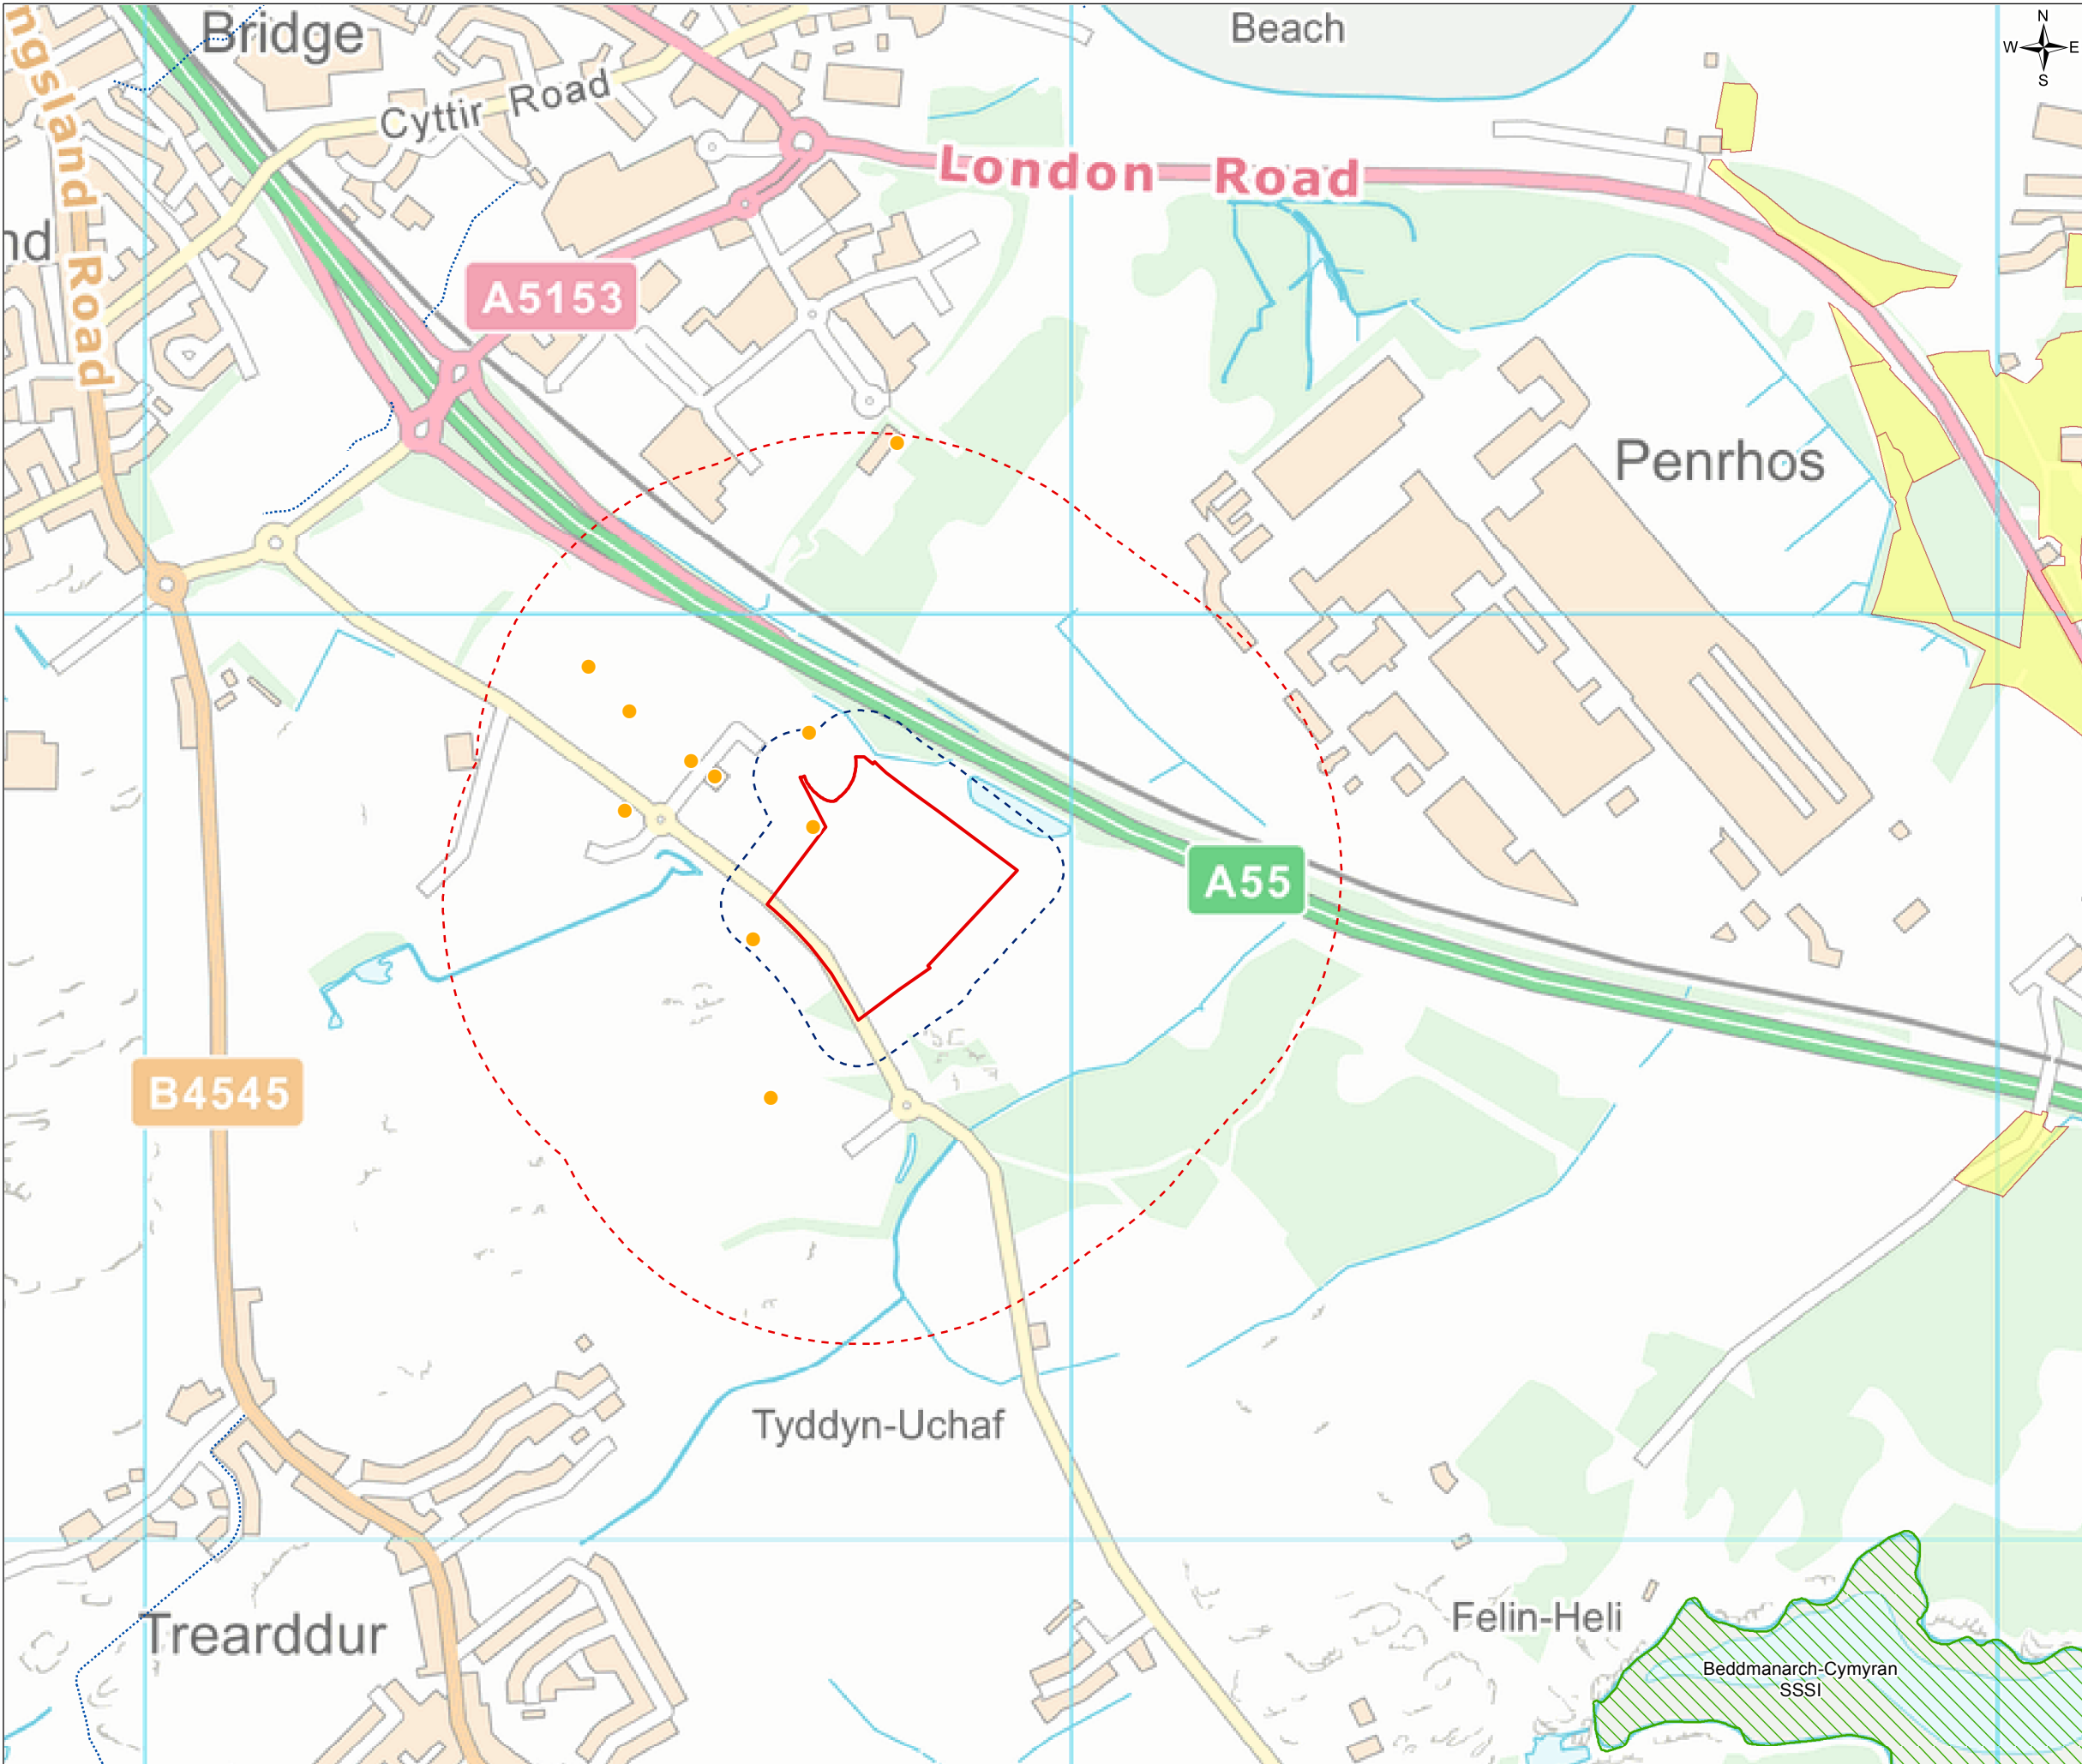 Bridge
Beach
N
W E
S
Cyttir Road
ngsland Road
London Road
nd
A5153
Penrhos
A55
B4545
Tyddyn-Uchaf
Trearddur
Felin-Heli
Beddmanarch-Cymyran
SSSI